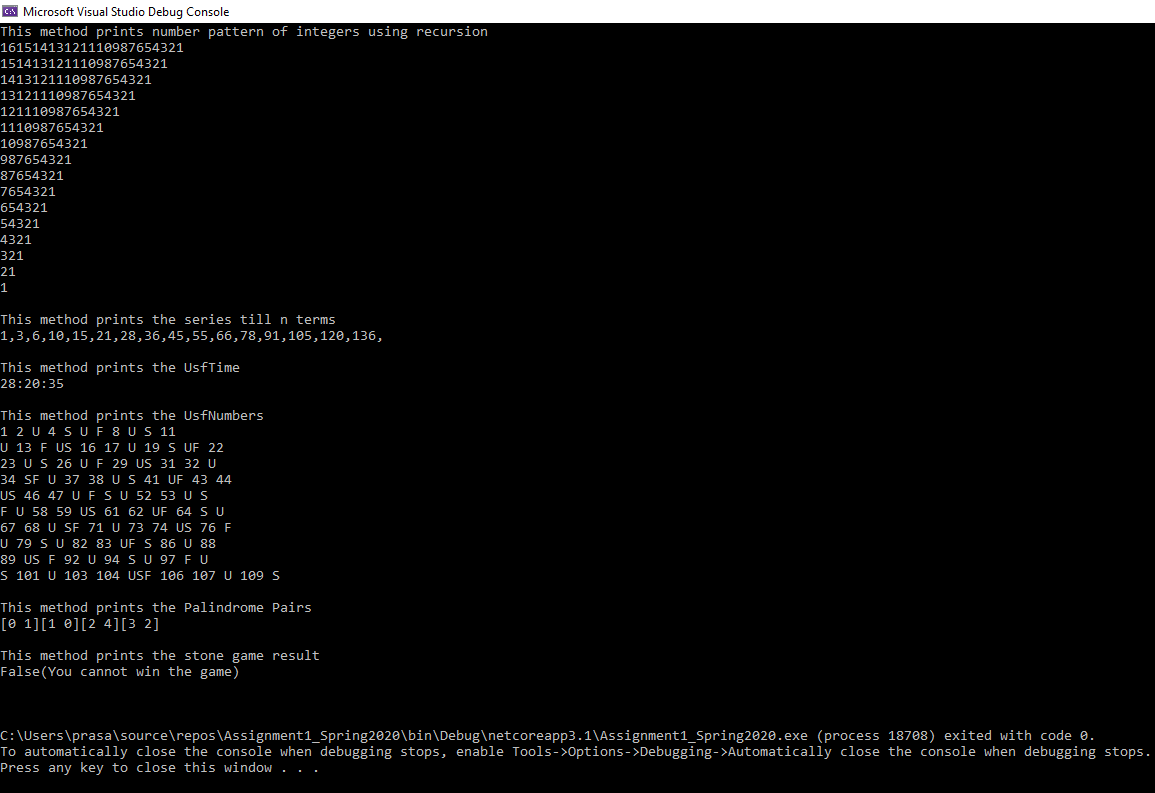 Microsoft Visual Studio Debug Console
This method prints number pattern of integers using recursion
16151413121110987654321
151413121110987654321
1413121110987654321
13121110987654321
121110987654321
1110987654321
10987654321
987654321
87654321
7654321
654321
54321
4321
321
21
1
This method prints the series till n terms
1,3,6,10,15,21,28,36,45,55,66,78,91,105,120,136,
This method prints the UsfTime
28:20:35
This method prints the UsfNumbers
1 2 U 4 S U F 8 U S 11
U 13 F US 16 17 U 19 S UF 22
23 U S 26 U F 29 US 31 32 U
34 SF U 37 38 U S 41 UF 43 44
US 46 47 U F S U 52 53 U S
F U 58 59 US 61 62 UF 64 S U
67 68 U SF 71 U 73 74 US 76 F
U 79 S U 82 83 UF S 86 U 88
89 US F 92 U 94 S U 97 F U
S 101 U 103 104 USF 106 107 U 109 S
This method prints the Palindrome Pairs
[0 1][1 0][2 4][3 2]
This method prints the stone game result
False(You cannot win the game)
C:\Users\prasa\source\repos\Assignment1_Spring2020\bin\Debug\netcoreapp3.1\Assignment1_Spring2020.exe (process 18708) exited with code 0.
To automatically close the console when debugging stops, enable Tools->Options->Debugging->Automatically close the console when debugging stops.
Press any key to close this window . . .